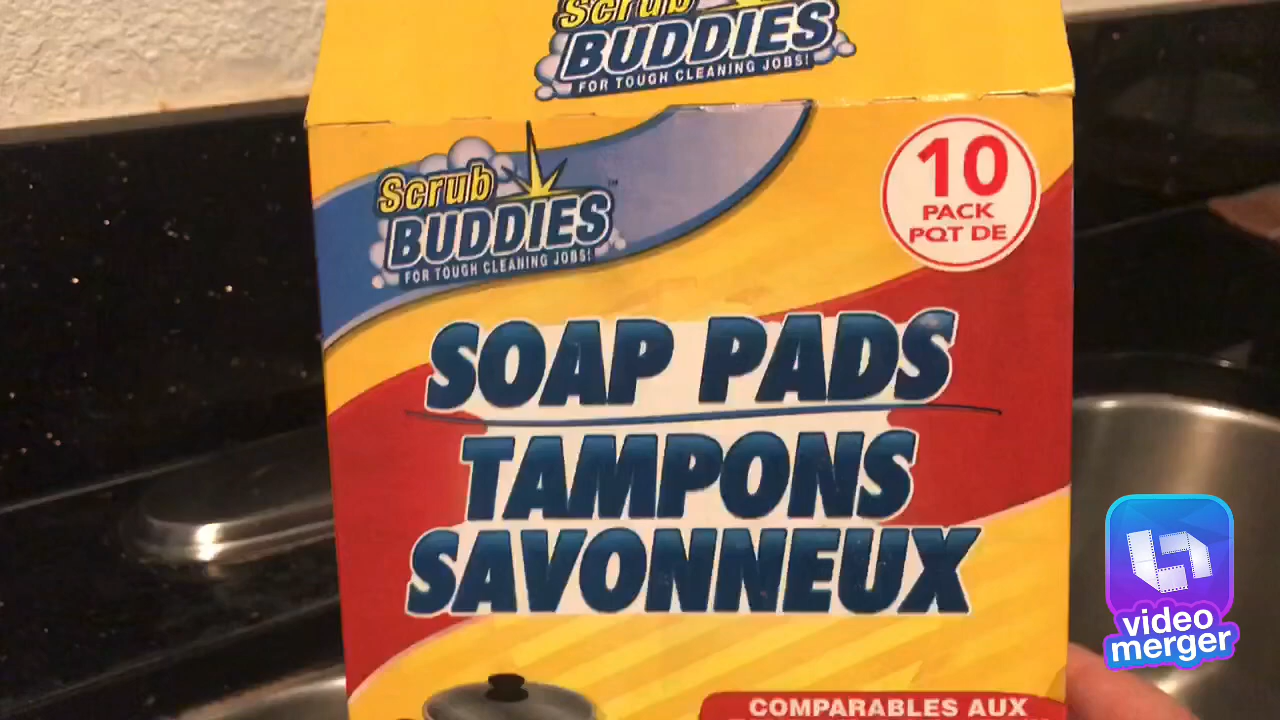 Scrub
BUDDIES
FOR TOUGH CLEANING JOBS!
Scrub
BUDDIES™
FOR TOUGH CLEANING JOBS!
10
PACK
PQT DE
SOAP PADS
TAMPONS
SAVONNEUX
COMPARABLES AUX
video
merger